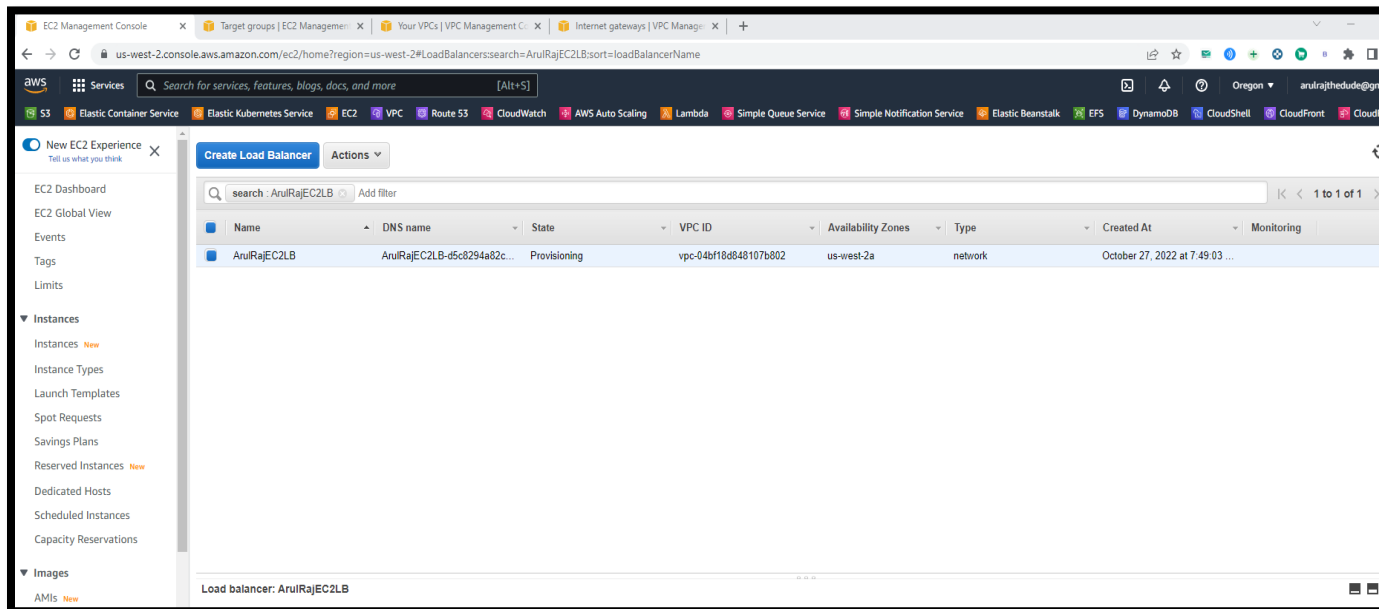 EC2 Management Console
Target groups | EC2 Managemen
Your VPCs | VPC Management Co
Internet gateways | VPC Manage
us-west-2.console.aws.amazon.com/ec2/home?region=us-west-2#LoadBalancers:search=ArulRajEC2LB;sort=loadBalancerName
aws
Services
Search for services, features, blogs, docs, and more
[Alt+S]
Oregon
arulrajthedude@gm
S3
Elastic Container Service
Elastic Kubernetes Service
EC2
VPC
Route 53
CloudWatch
AWS Auto Scaling
Lambda
Simple Queue Service
Simple Notification Service
Elastic Beanstalk
EFS
DynamoDB
CloudShell
CloudFront
New EC2 Experience
Tell us what you think
EC2 Dashboard
EC2 Global View
Events
Tags
Limits
Instances
Instances New
Instance Types
Launch Templates
Spot Requests
Savings Plans
Reserved Instances New
Dedicated Hosts
Scheduled Instances
Capacity Reservations
Images
AMIs New
Create Load Balancer
Actions
search : ArulRajEC2LB
Add filter
1 to 1 of 1
Name
DNS name
State
VPC ID
Availability Zones
Type
Created At
Monitoring
ArulRajEC2LB
ArulRajEC2LB-d5c8294a82c...
Provisioning
vpc-04bf18d848107b802
us-west-2a
network
October 27, 2022 at 7:49:03 ...
Load balancer: ArulRajEC2LB